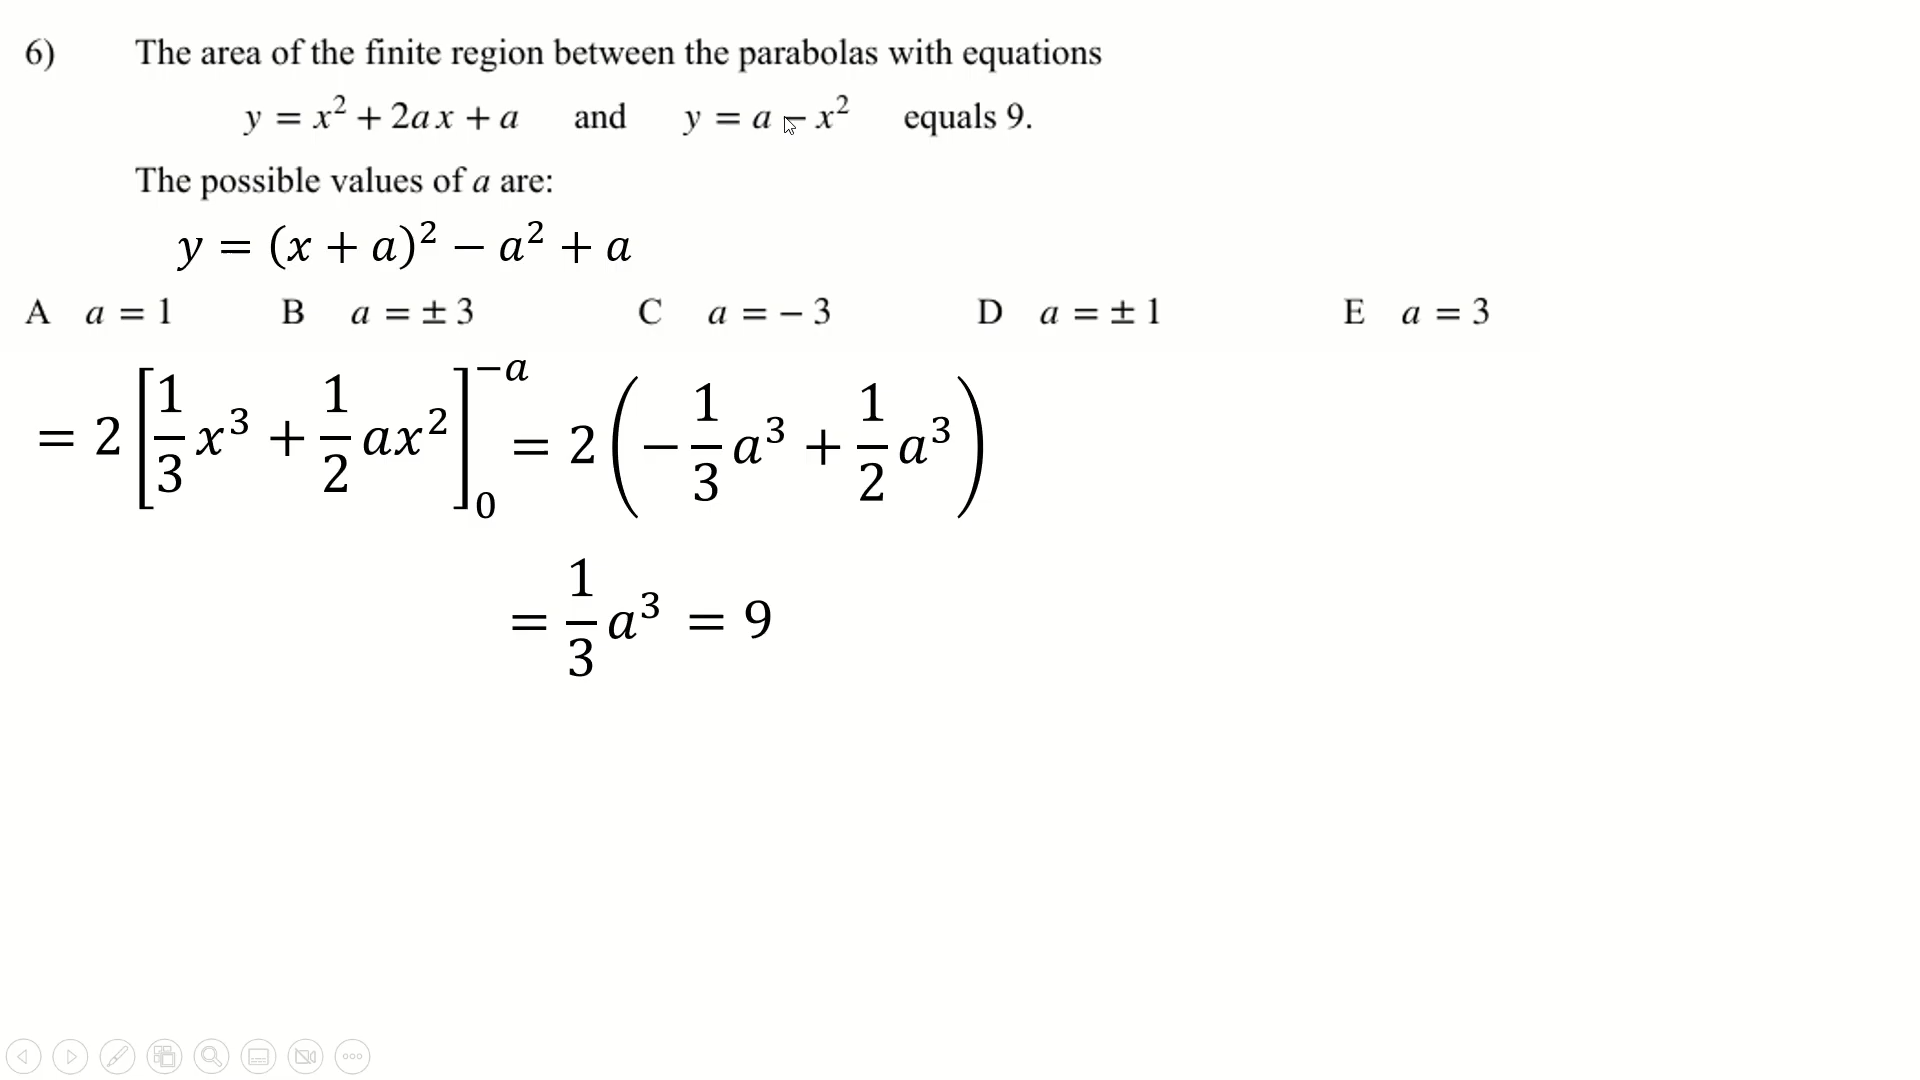 6) The area of the finite region between the parabolas with equations
y = x² + 2ax + a and y = a − x² equals 9.
The possible values of a are:
y = (x + a)² − a² + a
A a = 1 B a = ± 3 C a = − 3 D a = ± 1 E a = 3
= 2 [1/3 x³ + 1/2 ax²]₀⁻ᵃ = 2 (− 1/3 a³ + 1/2 a³)
= 1/3 a³ = 9